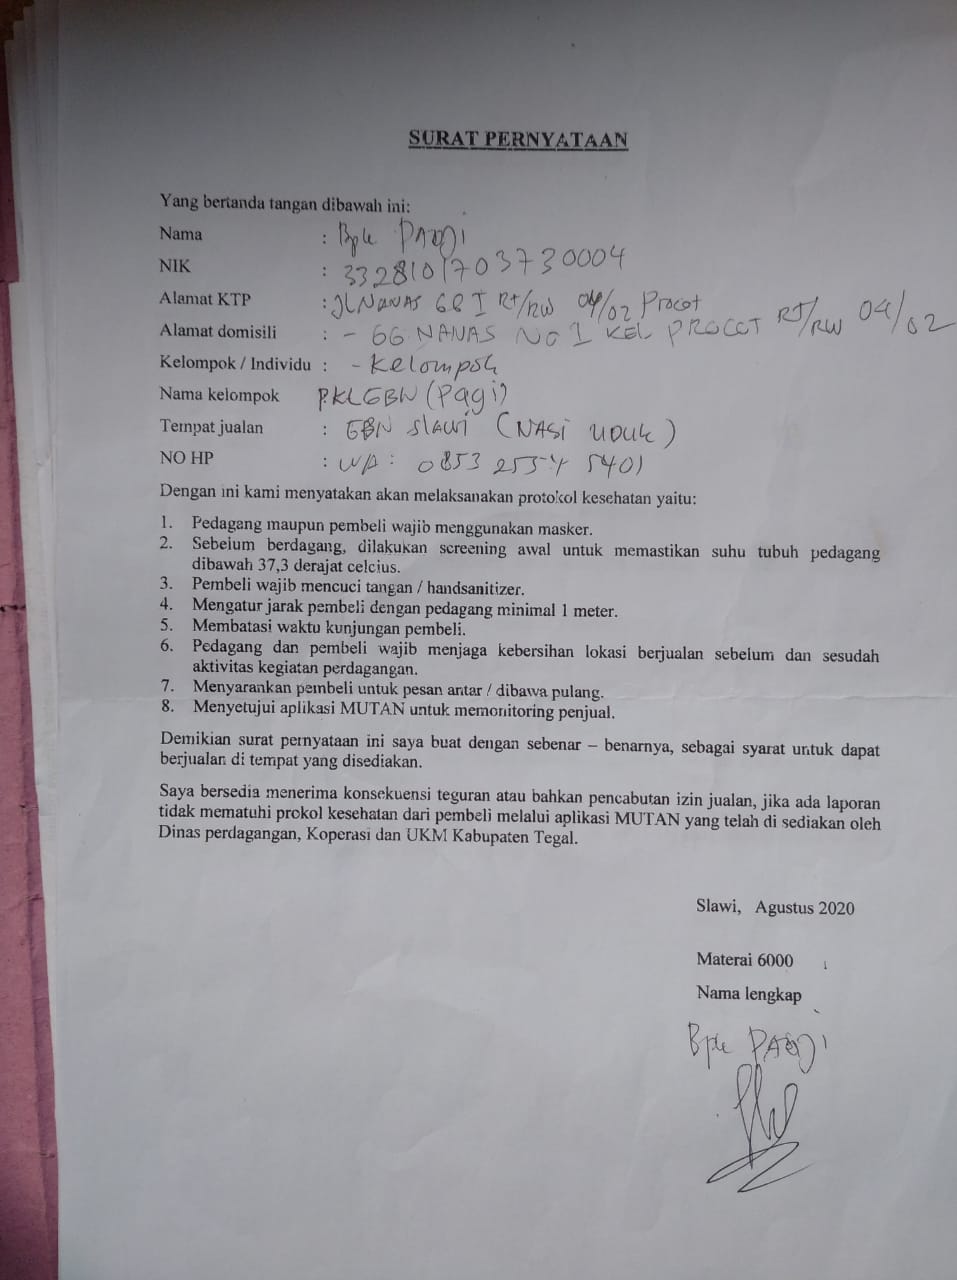 SURAT PERNYATAAN
Yang bertanda tangan dibawah ini:
Nama : Bpk
NIK : 3328101703730004
Alamat KTP : JL NANAS GG I Rt/RW 04/02 Procot
Alamat domisili : - GG NANAS NO 1 KEL PROCOT RT/RW 04/02
Kelompok / Individu : - Kelompok
Nama kelompok PKLGBN (Pagi)
Tempat jualan : GBN Slawi (NASI UDUK)
NO HP : WA : 0853 2554 5401
Dengan ini kami menyatakan akan melaksanakan protokol kesehatan yaitu:
1. Pedagang maupun pembeli wajib menggunakan masker.
2. Sebelum berdagang, dilakukan screening awal untuk memastikan suhu tubuh pedagang
dibawah 37,3 derajat celcius.
3. Pembeli wajib mencuci tangan / handsanitizer.
4. Mengatur jarak pembeli dengan pedagang minimal 1 meter.
5. Membatasi waktu kunjungan pembeli.
6. Pedagang dan pembeli wajib menjaga kebersihan lokasi berjualan sebelum dan sesudah
aktivitas kegiatan perdagangan.
7. Menyarankan pembeli untuk pesan antar / dibawa pulang.
8. Menyetujui aplikasi MUTAN untuk memonitoring penjual.
Demikian surat pernyataan ini saya buat dengan sebenar – benarnya, sebagai syarat untuk dapat
berjualan di tempat yang disediakan.
Saya bersedia menerima konsekuensi teguran atau bahkan pencabutan izin jualan, jika ada laporan
tidak mematuhi prokol kesehatan dari pembeli melalui aplikasi MUTAN yang telah di sediakan oleh
Dinas perdagangan, Koperasi dan UKM Kabupaten Tegal.
Slawi, Agustus 2020
Materai 6000
Nama lengkap
Bpk